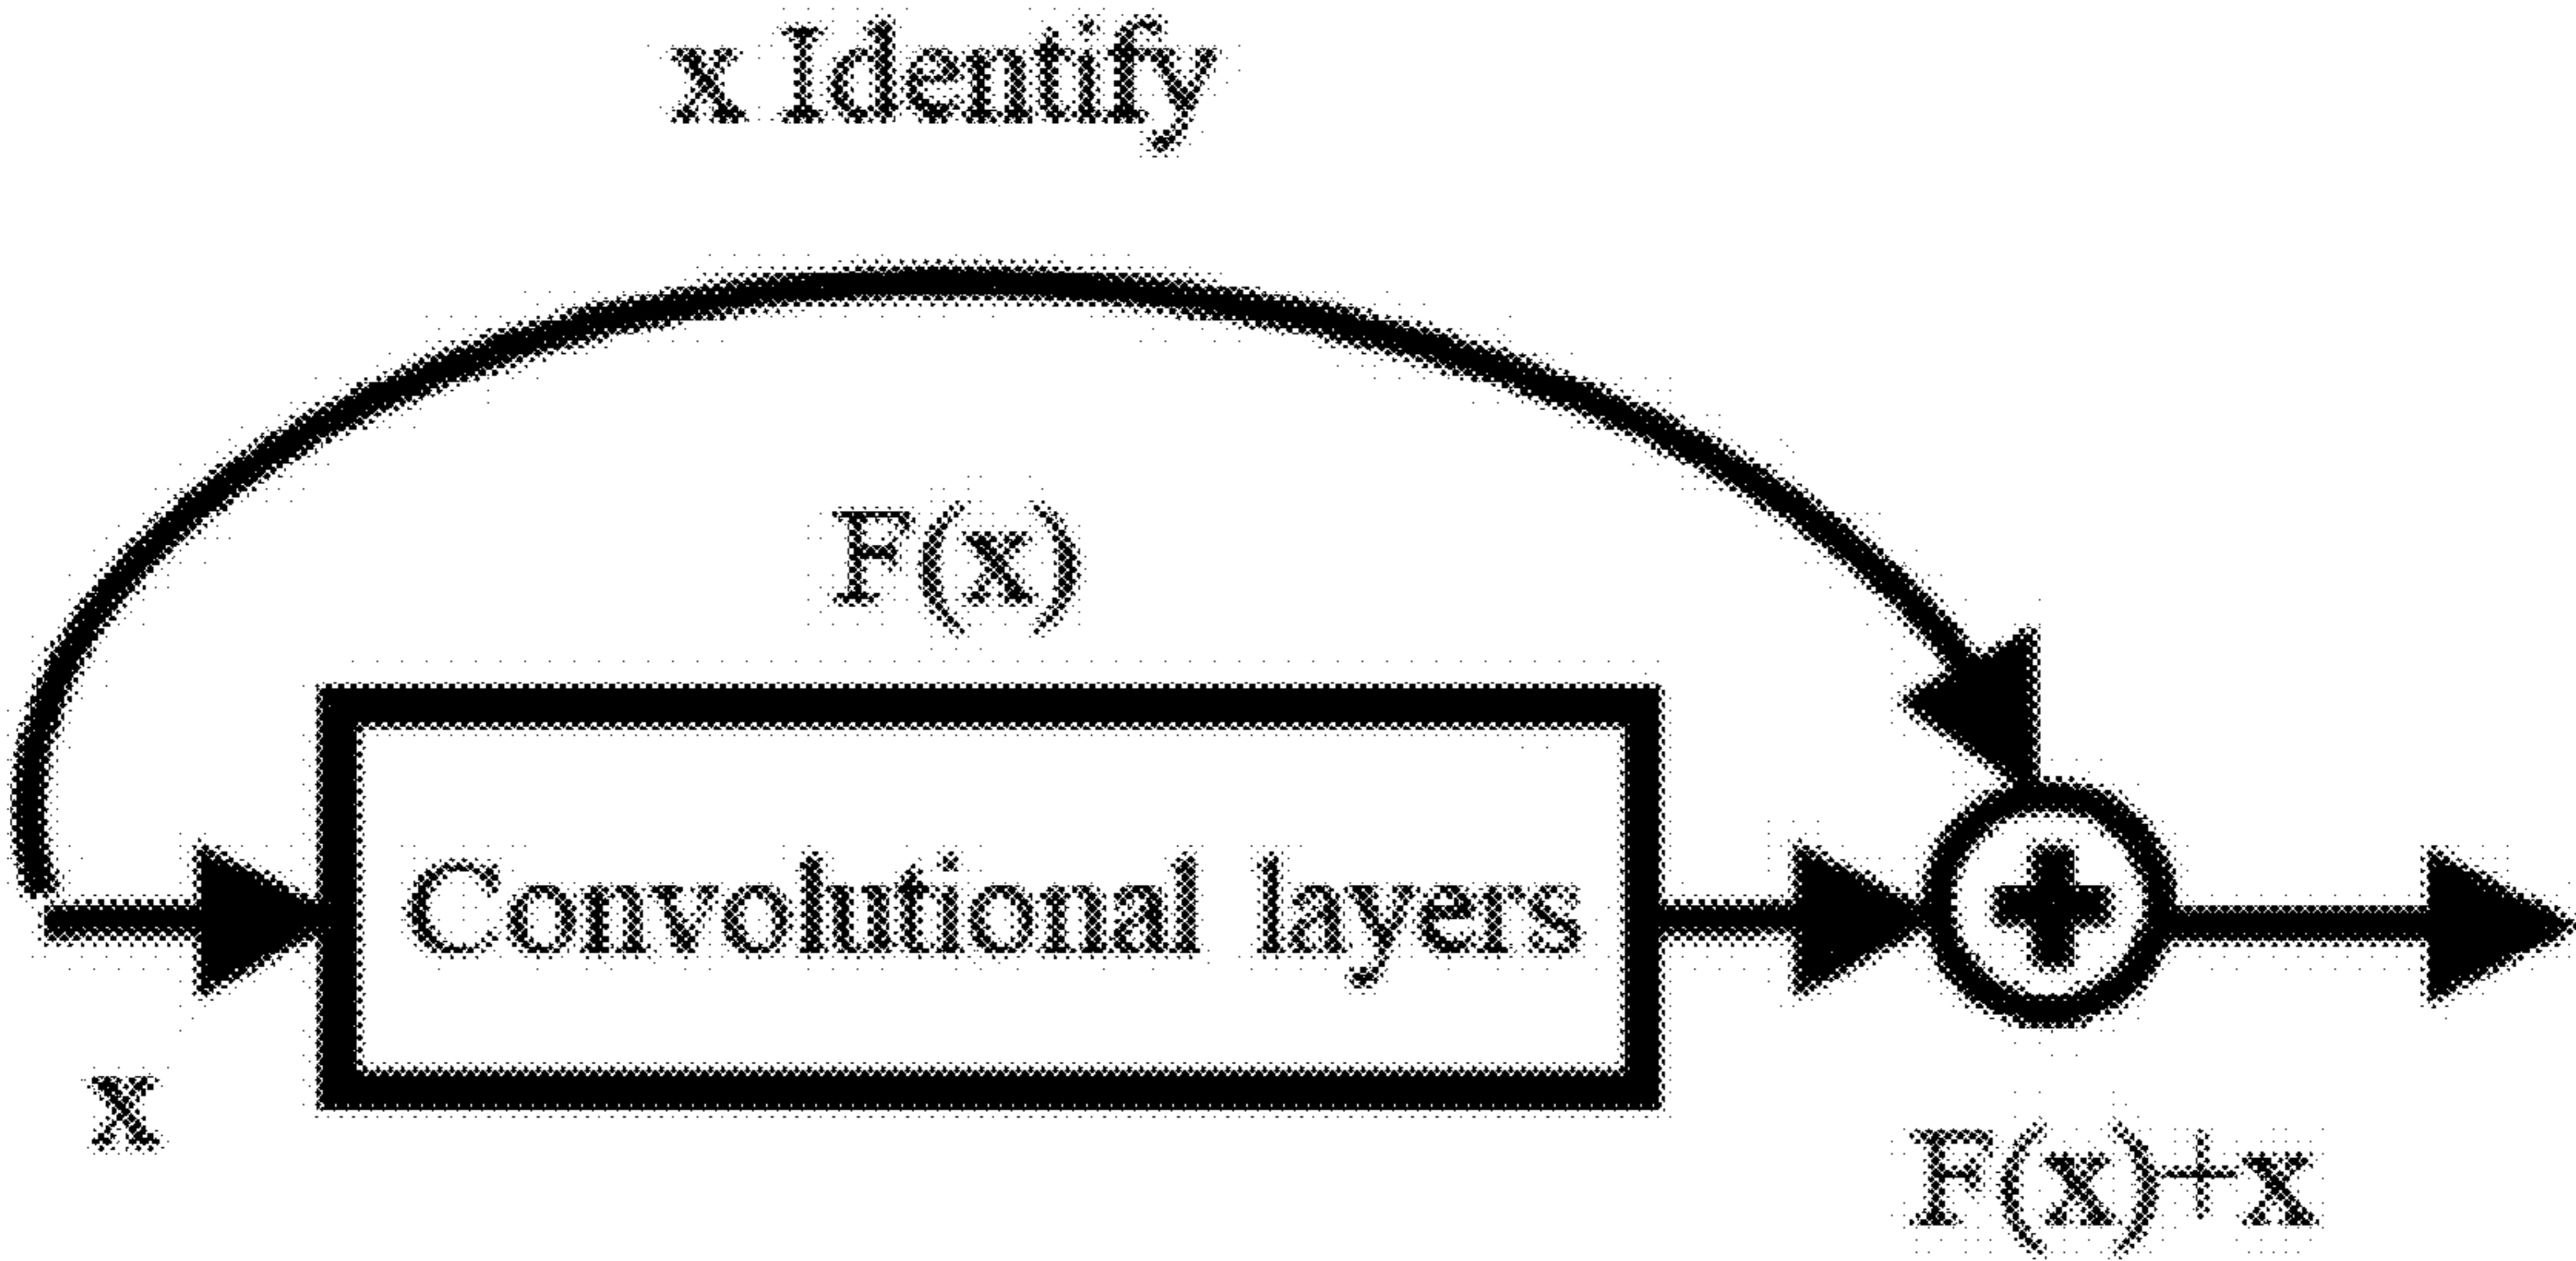 x Identify
F(x)
Convolutional layers
x
F(x)+x